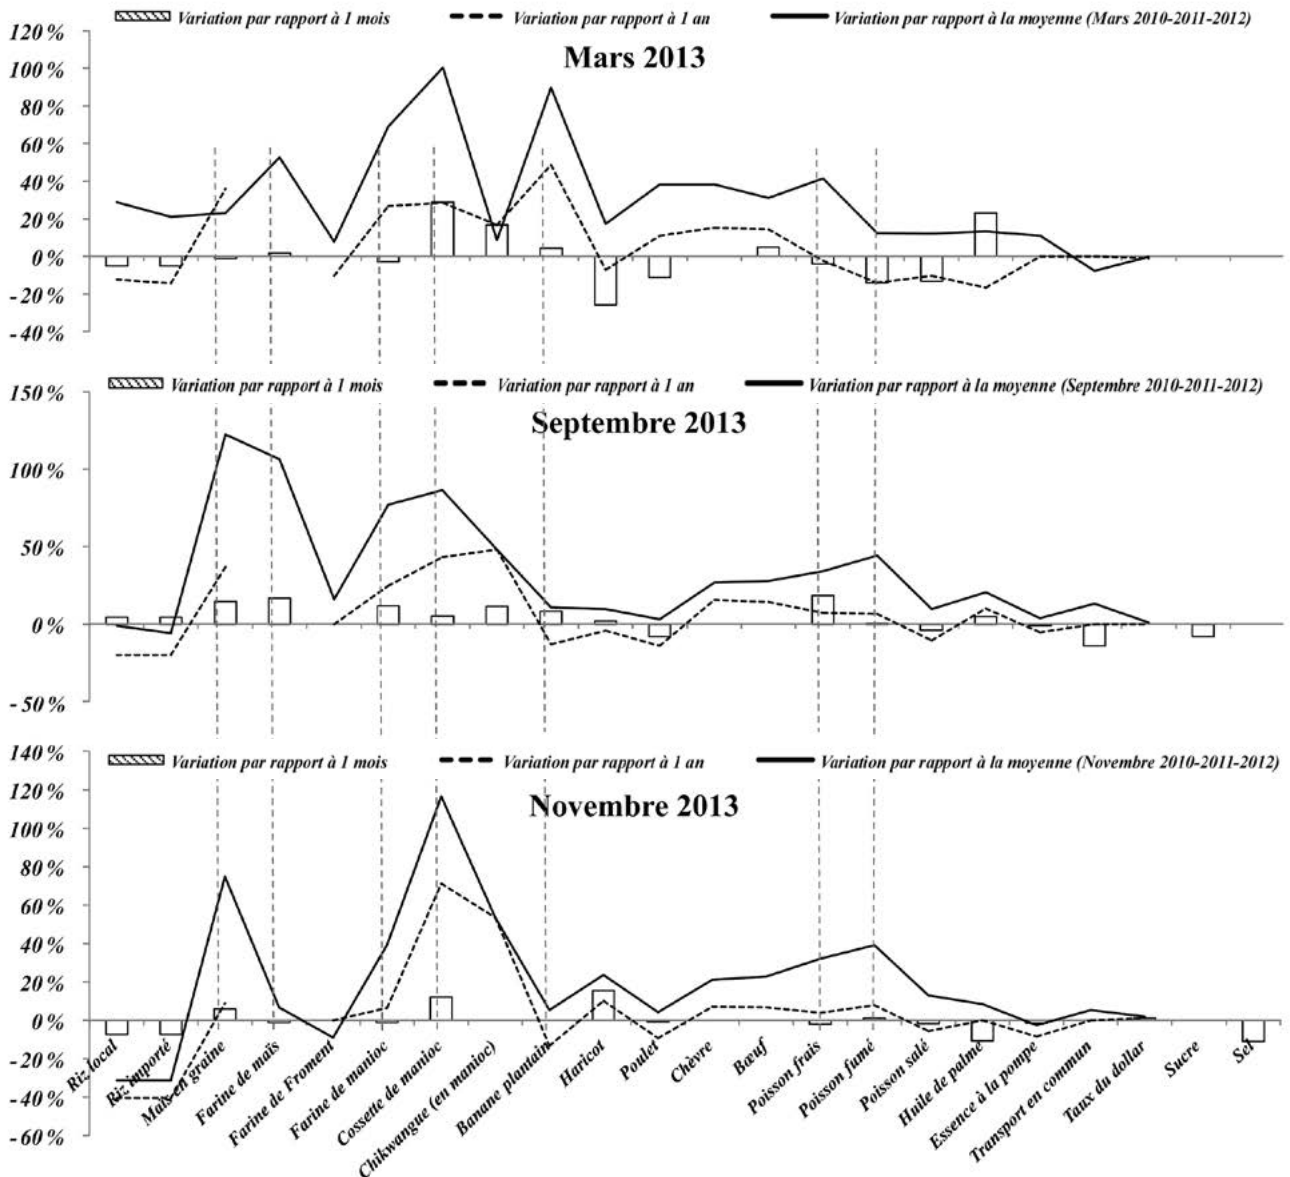 Variation par rapport à 1 mois Variation par rapport à 1 an Variation par rapport à la moyenne (Mars 2010-2011-2012)
Mars 2013
120%
100%
80%
60%
40%
20%
0%
-20%
-40%
Variation par rapport à 1 mois Variation par rapport à 1 an Variation par rapport à la moyenne (Septembre 2010-2011-2012)
Septembre 2013
150%
100%
50%
0%
-50%
Variation par rapport à 1 mois Variation par rapport à 1 an Variation par rapport à la moyenne (Novembre 2010-2011-2012)
Novembre 2013
140%
120%
100%
80%
60%
40%
20%
0%
-20%
-40%
-60%
Riz local
Riz importé
Maïs en graine
Farine de maïs
Farine de Froment
Farine de manioc
Cossette de manioc
Chikwangue (en manioc)
Banane plantain
Haricot
Poulet
Chèvre
Bœuf
Poisson frais
Poisson fumé
Poisson salé
Huile de palme
Essence à la pompe
Transport en commun
Taux du dollar
Sucre
Sel